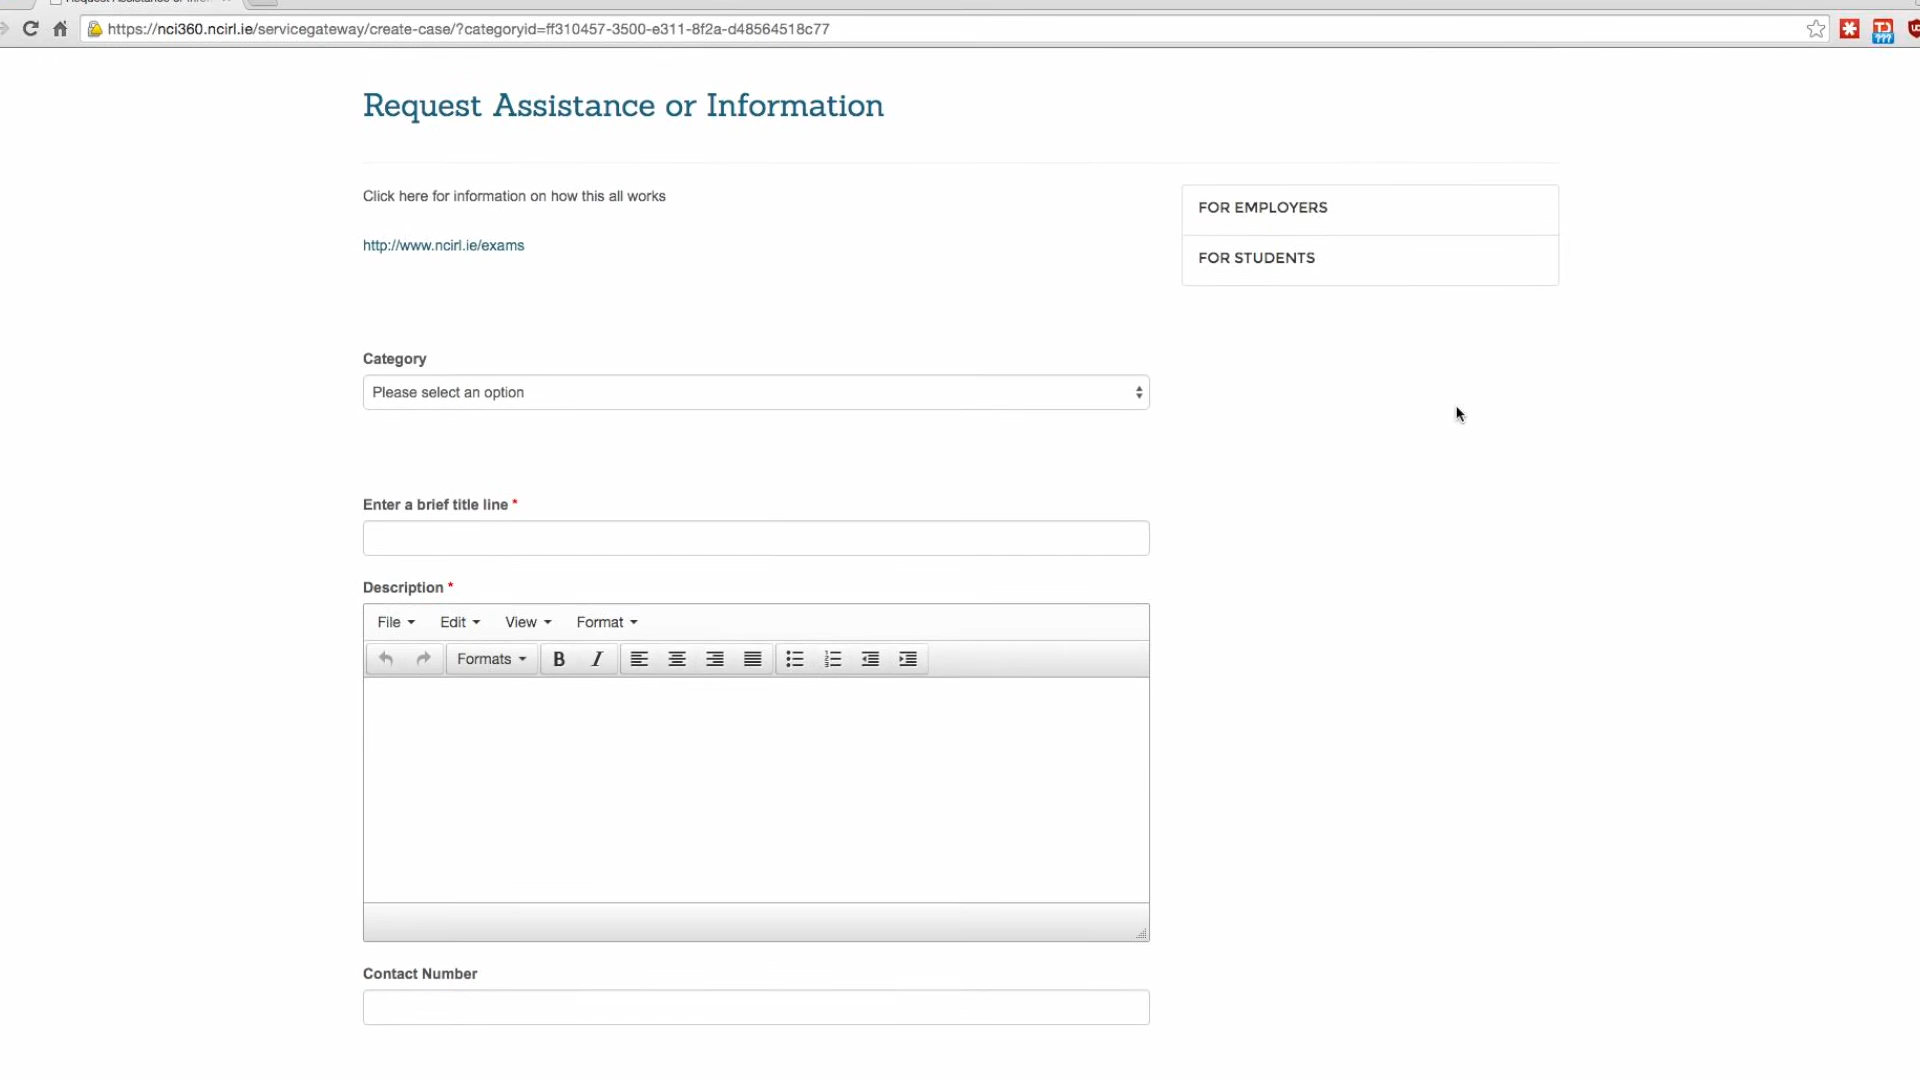 https://nci360.ncirl.ie/servicegateway/create-case/?categoryid=ff310457-3500-e311-8f2a-d48564518c77
Request Assistance or Information
Click here for information on how this all works
http://www.ncirl.ie/exams
FOR EMPLOYERS
FOR STUDENTS
Category
Please select an option
Enter a brief title line *
Description *
File Edit View Format
Formats B I
Contact Number